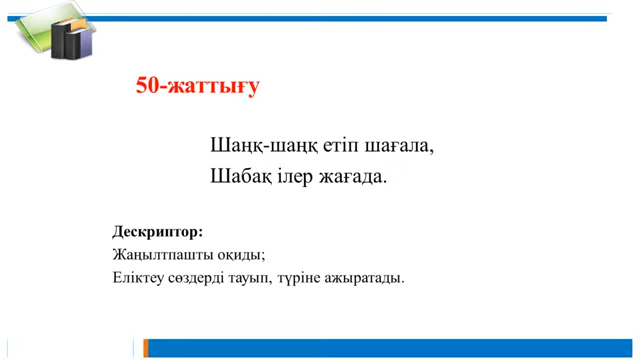 50-жаттығу
Шаңқ-шаңқ етіп шағала,
Шабақ ілер жағада.
Дескриптор:
Жаңылтпашты оқиды;
Еліктеу сөздерді тауып, түріне ажыратады.